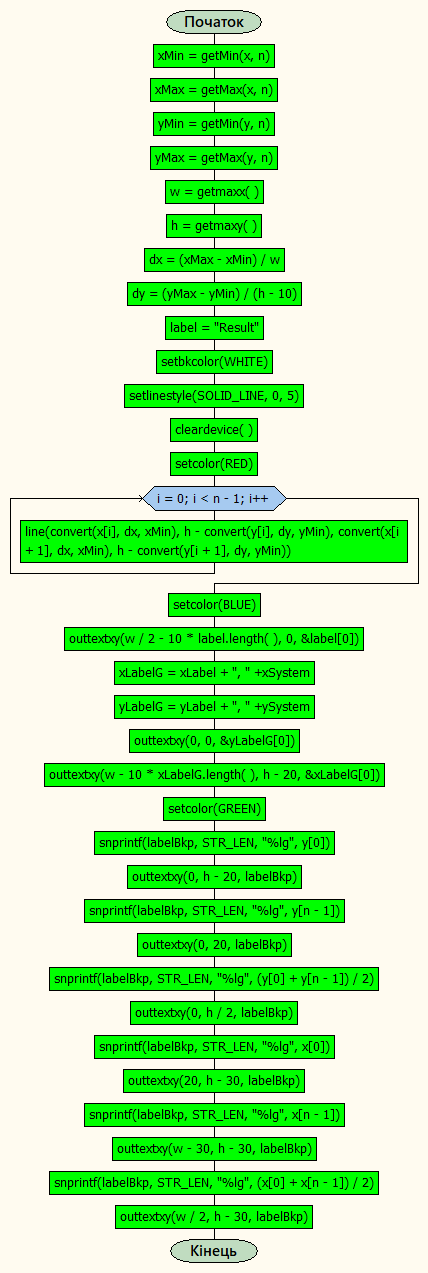 Початок
xMin = getMin(x, n)
xMax = getMax(x, n)
yMin = getMin(y, n)
yMax = getMax(y, n)
w = getmaxx( )
h = getmaxy( )
dx = (xMax - xMin) / w
dy = (yMax - yMin) / (h - 10)
label = "Result"
setbkcolor(WHITE)
setlinestyle(SOLID_LINE, 0, 5)
cleardevice( )
setcolor(RED)
i = 0; i < n - 1; i++
line(convert(x[i], dx, xMin), h - convert(y[i], dy, yMin), convert(x[i
+ 1], dx, xMin), h - convert(y[i + 1], dy, yMin))
setcolor(BLUE)
outtextxy(w / 2 - 10 * label.length( ), 0, &label[0])
xLabelG = xLabel + ", " +xSystem
yLabelG = yLabel + ", " +ySystem
outtextxy(0, 0, &yLabelG[0])
outtextxy(w - 10 * xLabelG.length( ), h - 20, &xLabelG[0])
setcolor(GREEN)
snprintf(labelBkp, STR_LEN, "%lg", y[0])
outtextxy(0, h - 20, labelBkp)
snprintf(labelBkp, STR_LEN, "%lg", y[n - 1])
outtextxy(0, 20, labelBkp)
snprintf(labelBkp, STR_LEN, "%lg", (y[0] + y[n - 1]) / 2)
outtextxy(0, h / 2, labelBkp)
snprintf(labelBkp, STR_LEN, "%lg", x[0])
outtextxy(20, h - 30, labelBkp)
snprintf(labelBkp, STR_LEN, "%lg", x[n - 1])
outtextxy(w - 30, h - 30, labelBkp)
snprintf(labelBkp, STR_LEN, "%lg", (x[0] + x[n - 1]) / 2)
outtextxy(w / 2, h - 30, labelBkp)
Кінець